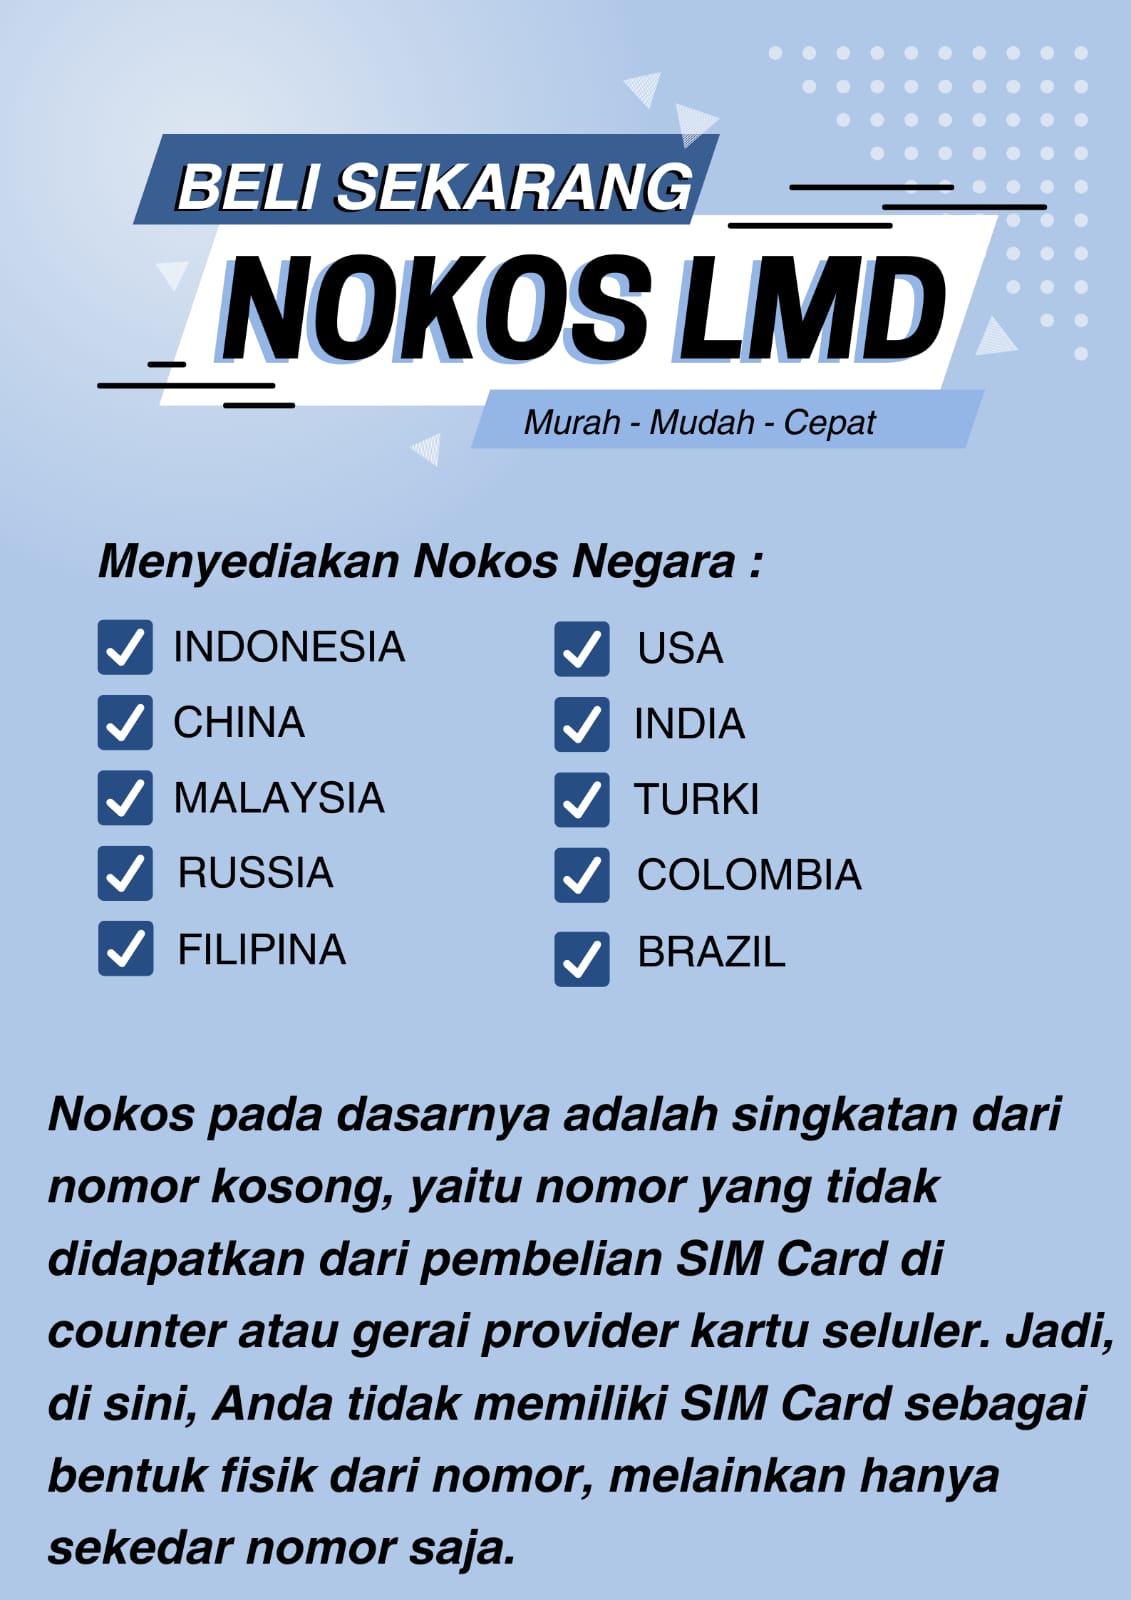 BELI SEKARANG
NOKOS LMD
Murah - Mudah - Cepat
Menyediakan Nokos Negara :
INDONESIA
CHINA
MALAYSIA
RUSSIA
FILIPINA
USA
INDIA
TURKI
COLOMBIA
BRAZIL
Nokos pada dasarnya adalah singkatan dari
nomor kosong, yaitu nomor yang tidak
didapatkan dari pembelian SIM Card di
counter atau gerai provider kartu seluler. Jadi,
di sini, Anda tidak memiliki SIM Card sebagai
bentuk fisik dari nomor, melainkan hanya
sekedar nomor saja.